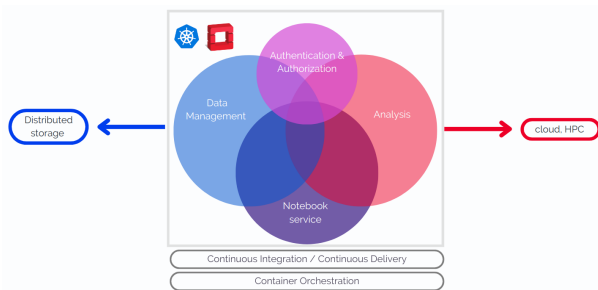 Authentication &
Authorization
Data
Management
Analysis
Distributed
storage
cloud, HPC
Notebook
service
Continuous Integration / Continuous Delivery
Container Orchestration